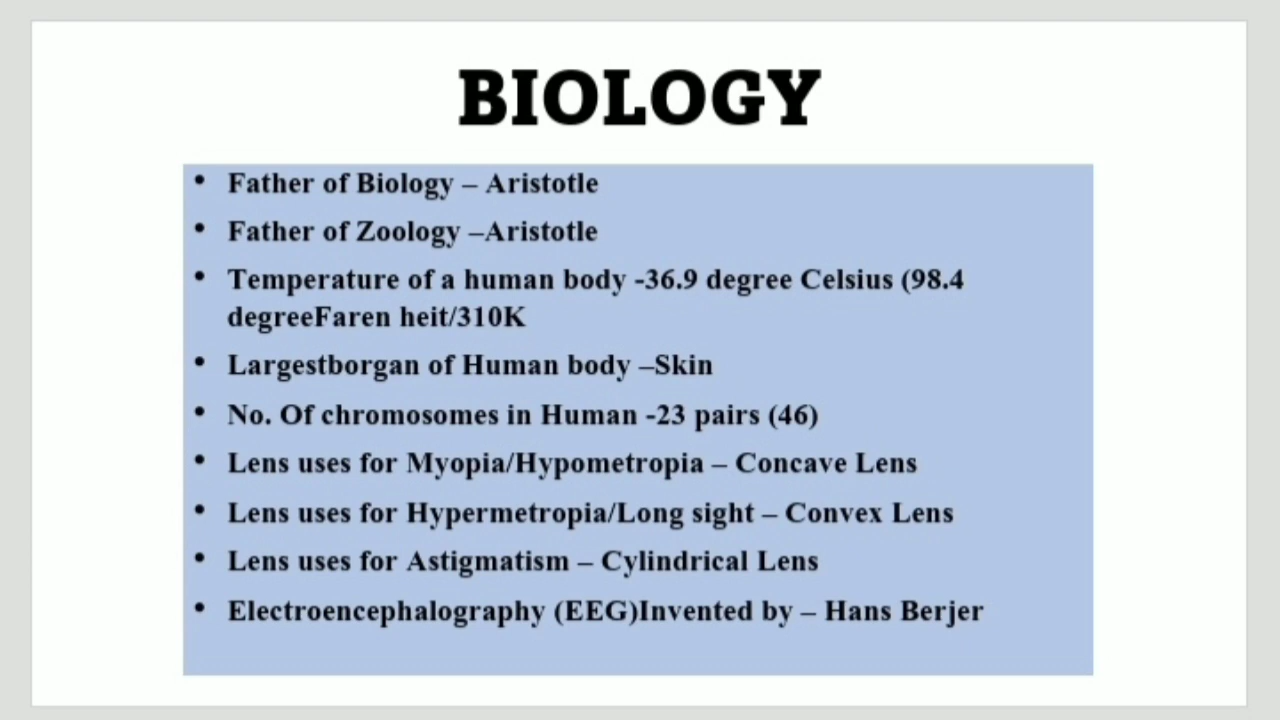 BIOLOGY
• Father of Biology – Aristotle
• Father of Zoology –Aristotle
• Temperature of a human body -36.9 degree Celsius (98.4
degreeFaren heit/310K
• Largestborgan of Human body –Skin
• No. Of chromosomes in Human -23 pairs (46)
• Lens uses for Myopia/Hypometropia – Concave Lens
• Lens uses for Hypermetropia/Long sight – Convex Lens
• Lens uses for Astigmatism – Cylindrical Lens
• Electroencephalography (EEG)Invented by – Hans Berjer